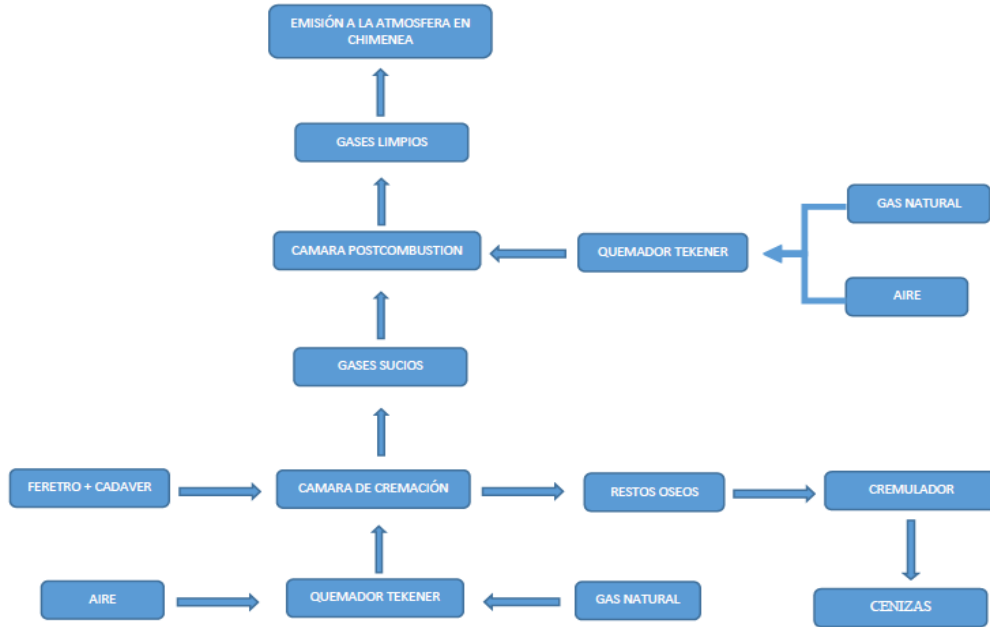 EMISIÓN A LA ATMOSFERA EN
CHIMENEA
GASES LIMPIOS
GAS NATURAL
CAMARA POSTCOMBUSTION
QUEMADOR TEKENER
AIRE
GASES SUCIOS
FERETRO + CADAVER
CAMARA DE CREMACIÓN
RESTOS OSEOS
CREMULADOR
AIRE
QUEMADOR TEKENER
GAS NATURAL
CENIZAS